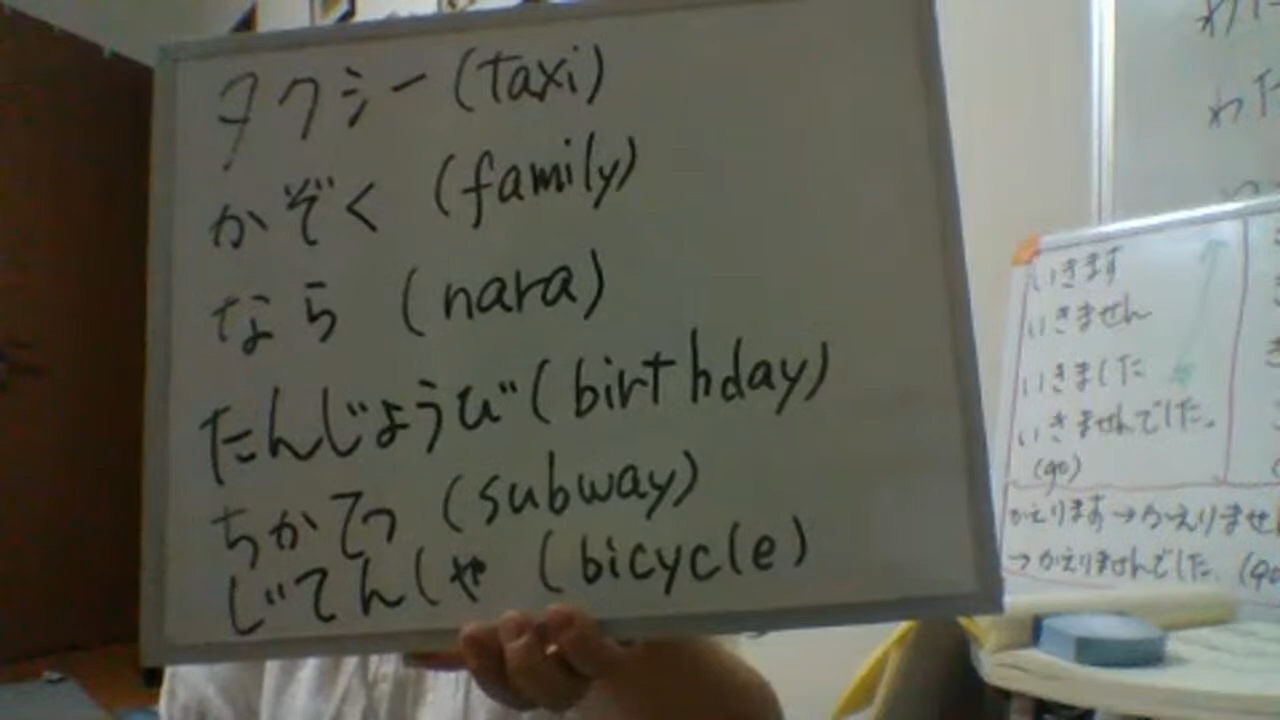 タクシー (taxi)
かぞく (family)
なら (nara)
たんじょうび (birthday)
ちかてつ (subway)
じてんしゃ (bicycle)
いきます
いきません
いきました
いきませんでした。
(go)
かえります→かえりませ
→かえりませんでした. (go